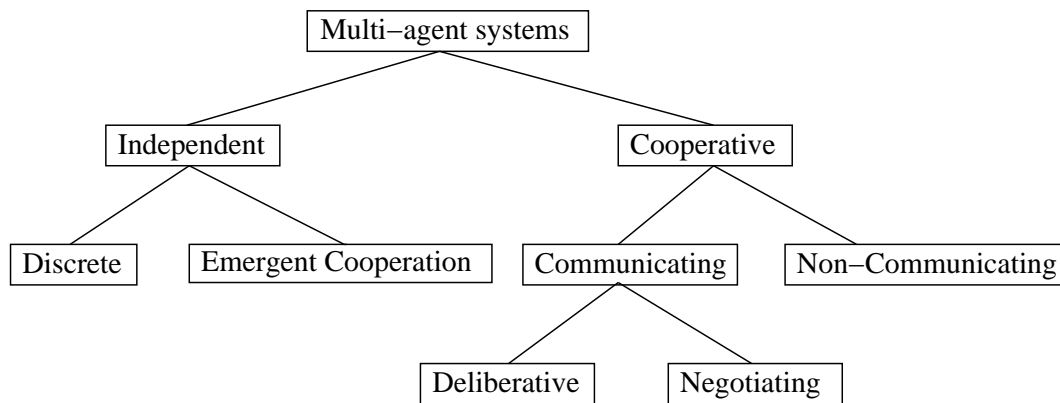 Multi−agent systems
Independent
Cooperative
Discrete
Emergent Cooperation
Communicating
Non−Communicating
Deliberative
Negotiating